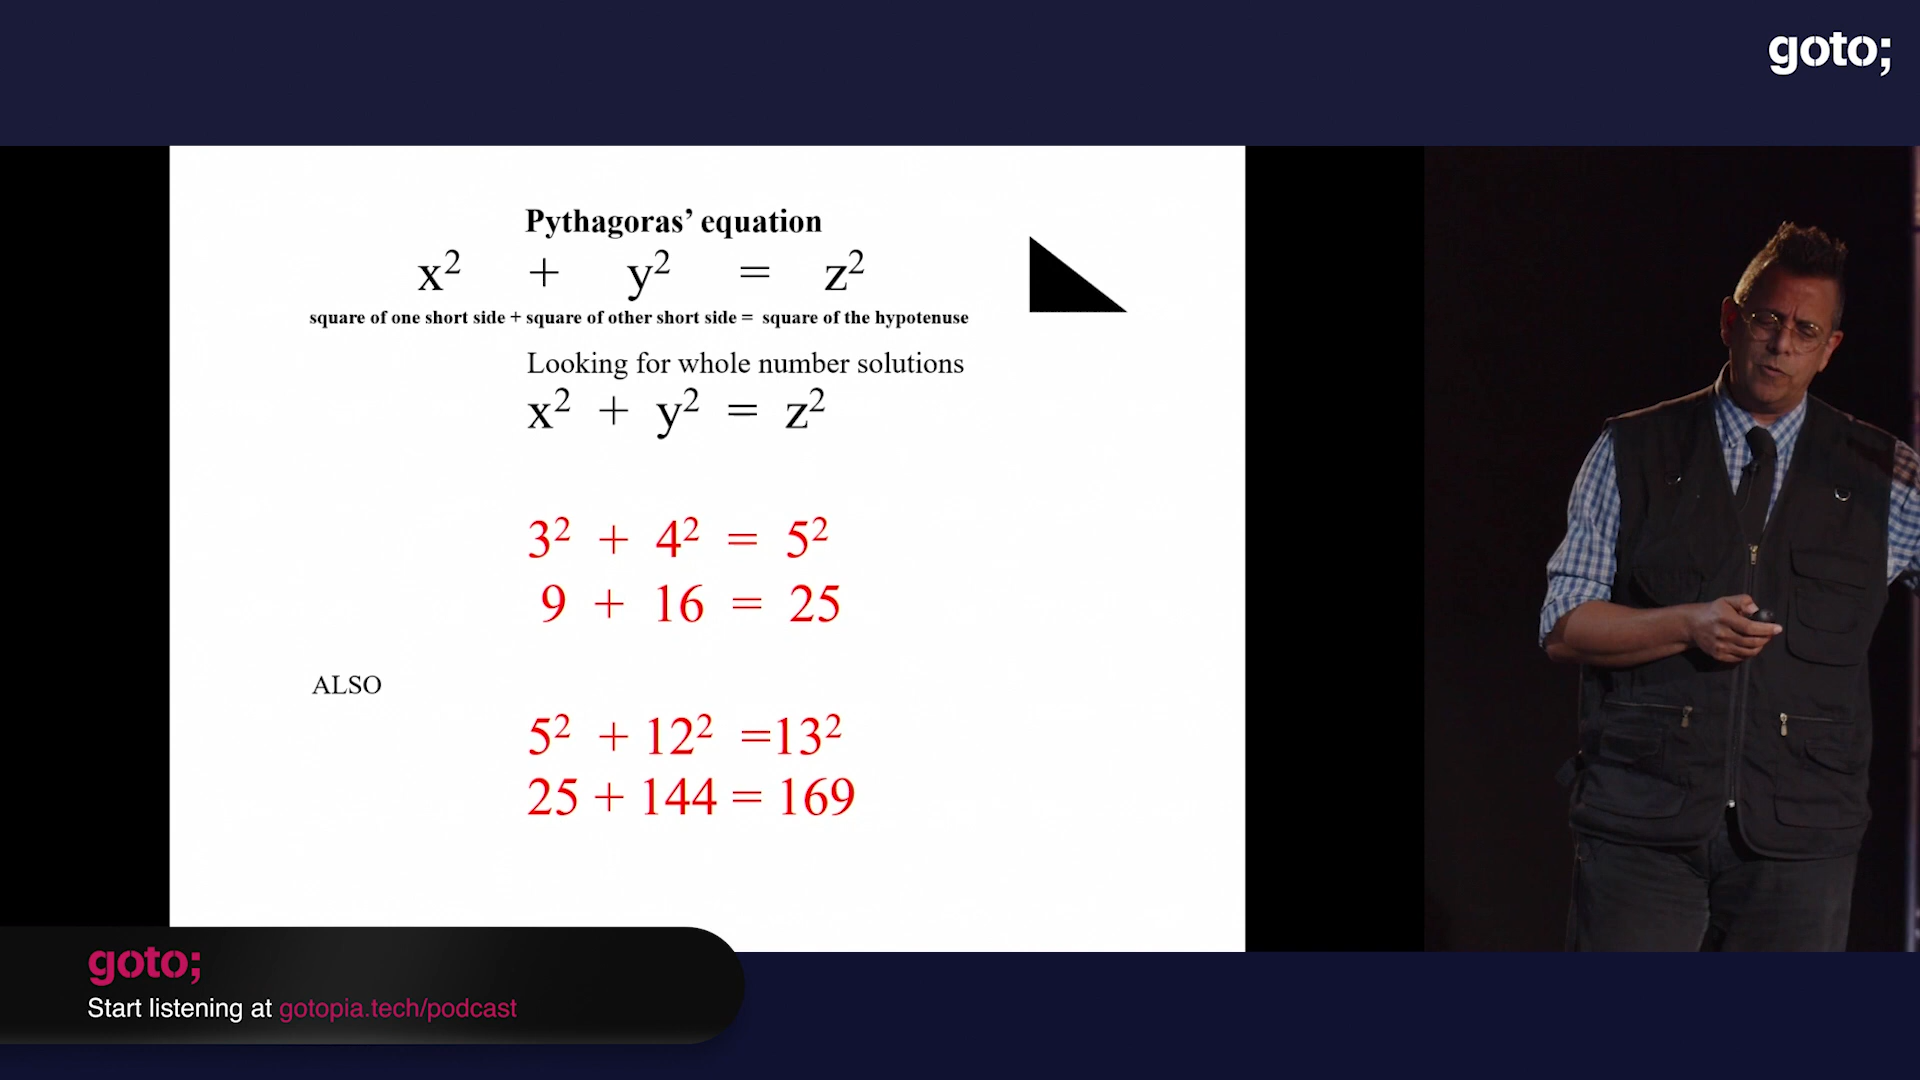 goto;
Pythagoras’ equation
x² + y² = z²
square of one short side + square of other short side = square of the hypotenuse
Looking for whole number solutions
x² + y² = z²
3² + 4² = 5²
9 + 16 = 25
ALSO
5² + 12² =13²
25 + 144 = 169
goto;
Start listening at gotopia.tech/podcast